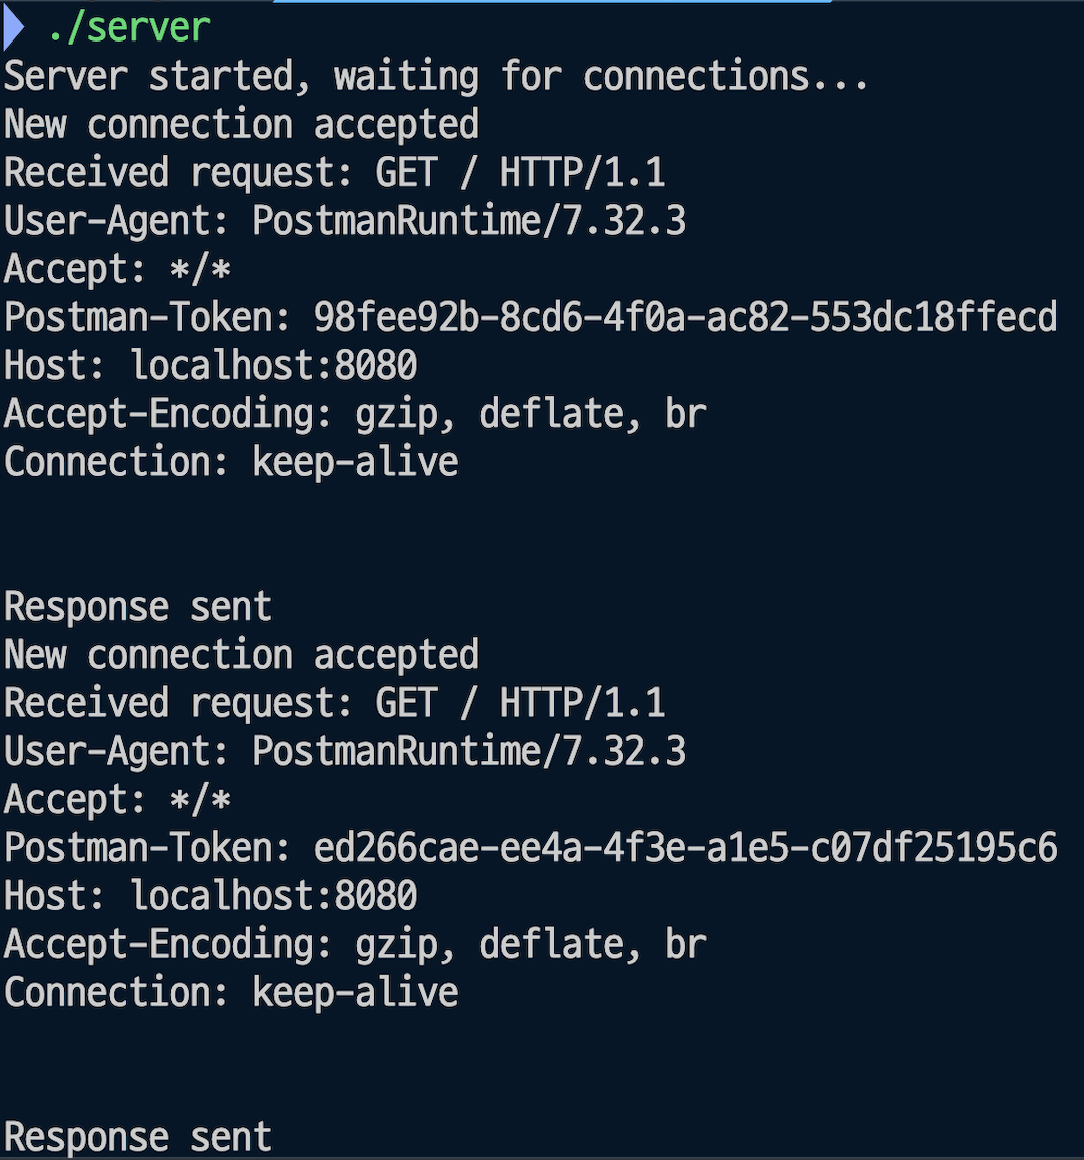 ./server
Server started, waiting for connections...
New connection accepted
Received request: GET / HTTP/1.1
User-Agent: PostmanRuntime/7.32.3
Accept: */*
Postman-Token: 98fee92b-8cd6-4f0a-ac82-553dc18ffecd
Host: localhost:8080
Accept-Encoding: gzip, deflate, br
Connection: keep-alive
Response sent
New connection accepted
Received request: GET / HTTP/1.1
User-Agent: PostmanRuntime/7.32.3
Accept: */*
Postman-Token: ed266cae-ee4a-4f3e-a1e5-c07df25195c6
Host: localhost:8080
Accept-Encoding: gzip, deflate, br
Connection: keep-alive
Response sent